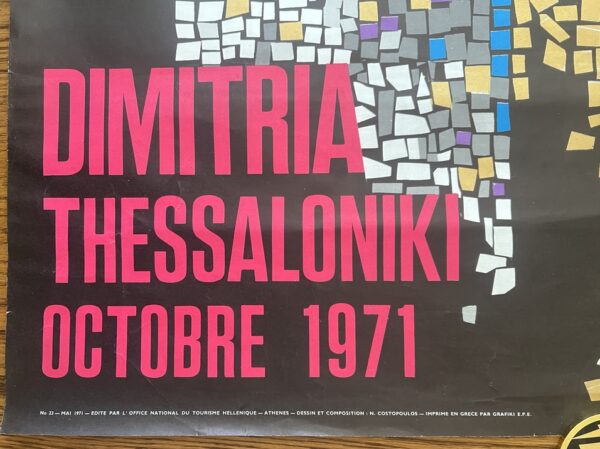 DIMITRIA
THESSALONIKI
OCTOBRE 1971
No 23 — MAI 1971 — EDITE PAR L' OFFICE NATIONAL DU TOURISME HELLENIQUE — ATHENES — DESSIN ET COMPOSITION : N. COSTOPOULOS — IMPRIME EN GRECE PAR GRAFIKI E.P.E.